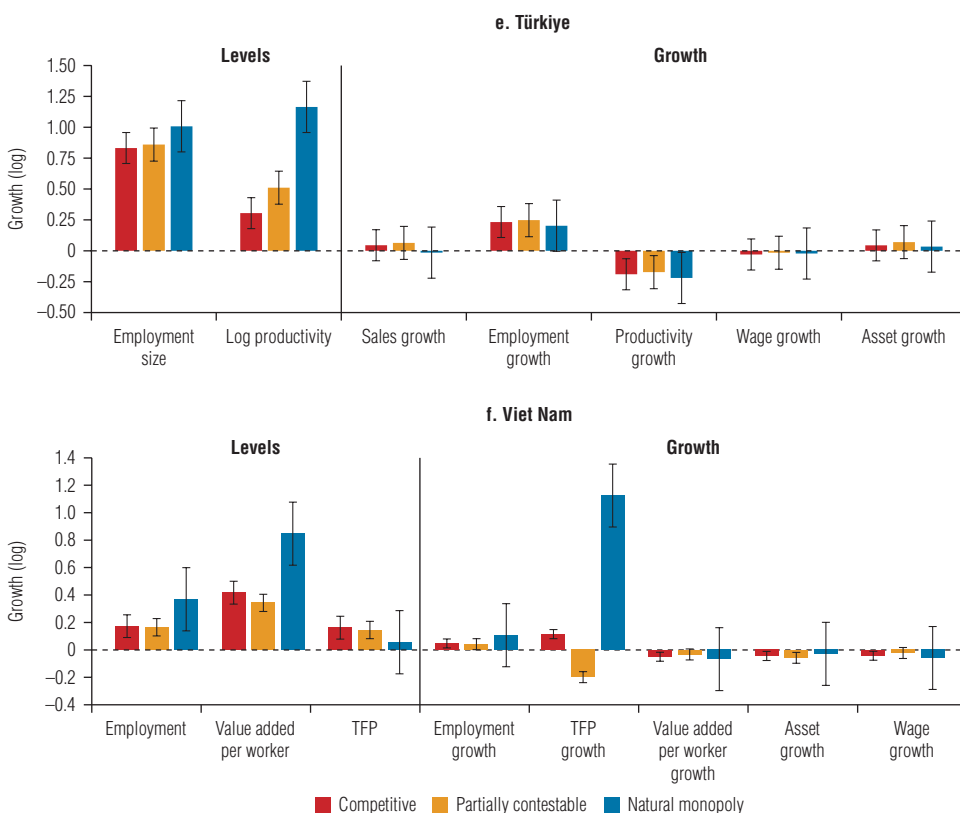 e. Türkiye
Levels
Growth
Growth (log)
1.50
1.25
1.00
0.75
0.50
0.25
0
–0.25
–0.50
Employment
size
Log productivity
Sales growth
Employment
growth
Productivity
growth
Wage growth
Asset growth
f. Viet Nam
Levels
Growth
Growth (log)
1.4
1.2
1.0
0.8
0.6
0.4
0.2
0
–0.2
–0.4
Employment
Value added
per worker
TFP
Employment
growth
TFP
growth
Value added
per worker
growth
Asset
growth
Wage
growth
Competitive
Partially contestable
Natural monopoly